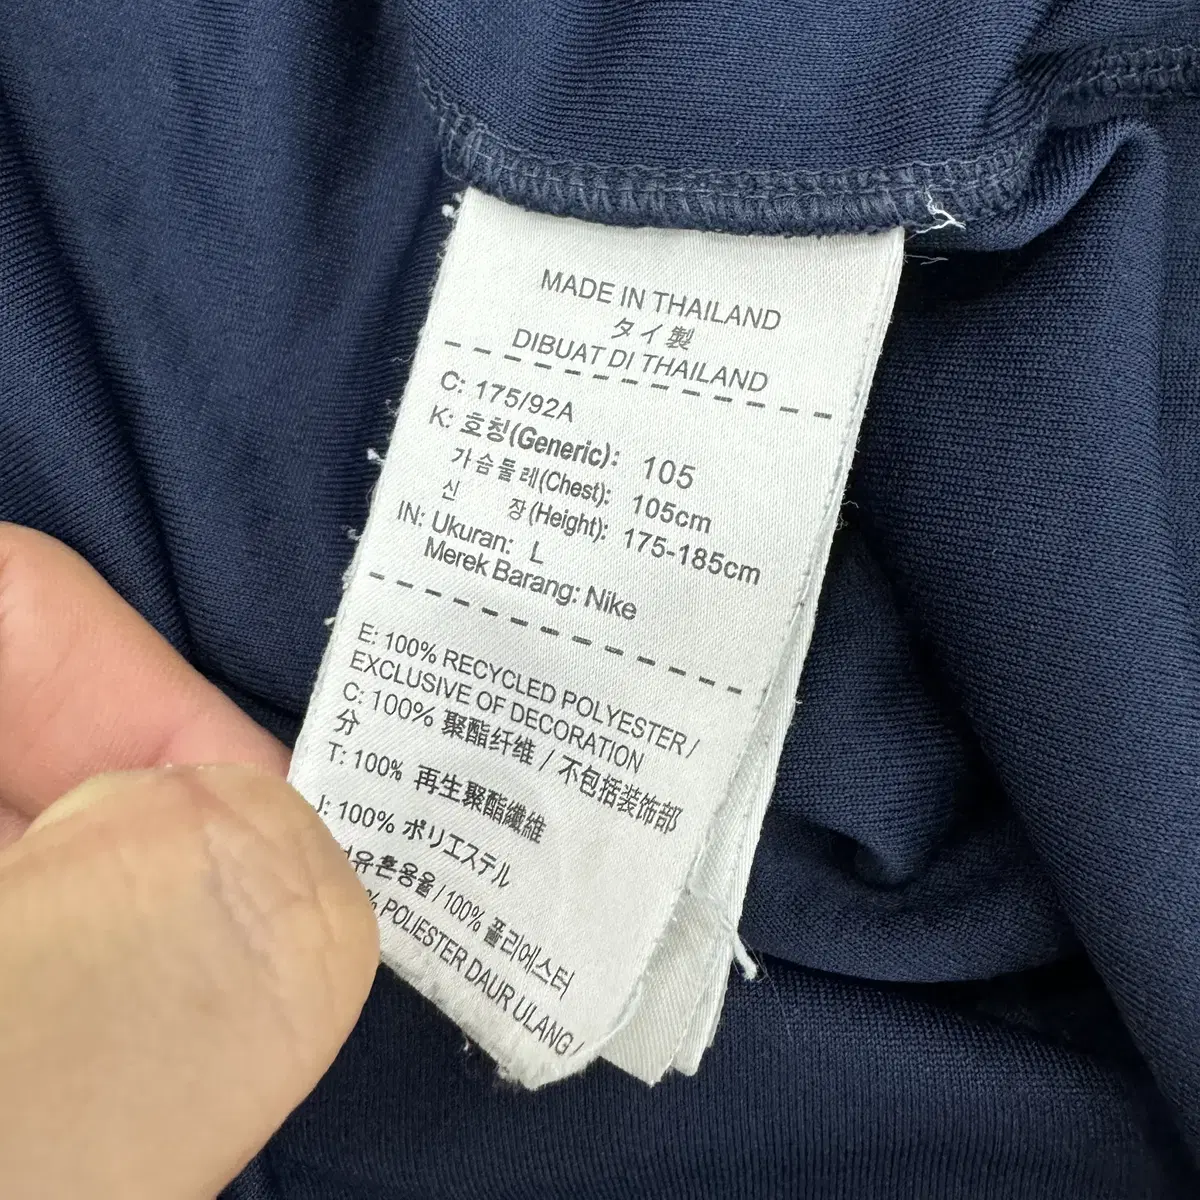 MADE IN THAILAND
タイ製
DIBUAT DI THAILAND
C: 175/92A
K: 호칭(Generic): 105
가슴둘레(Chest): 105cm
신 장(Height): 175-185cm
IN: Ukuran: L
Merek Barang: Nike
E: 100% RECYCLED POLYESTER /
EXCLUSIVE OF DECORATION
C: 100% 聚酯纤维 / 不包括装饰部
分
T: 100% 再生聚酯纖維
J: 100% ポリエステル
/ 100% 폴리에스터
% POLIESTER DAUR ULANG /